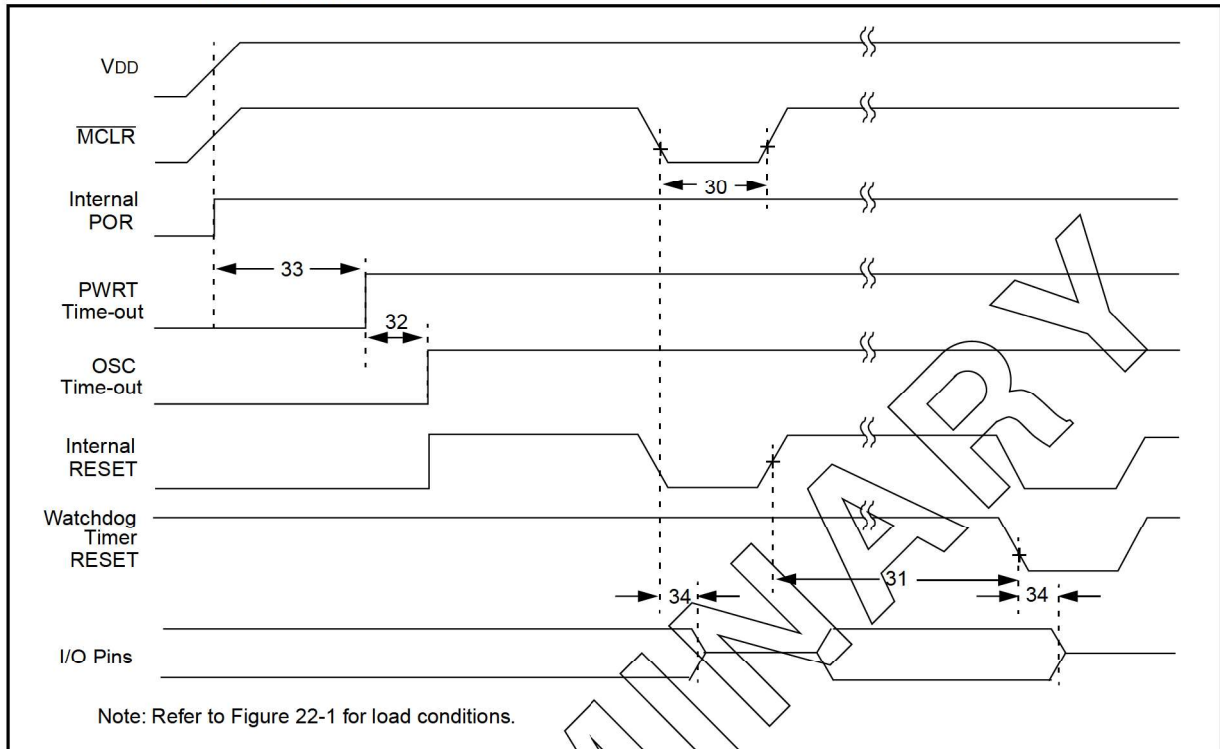 VDD
MCLR
Internal
POR
PWRT
Time-out
OSC
Time-out
Internal
RESET
Watchdog
Timer
RESET
I/O Pins
30
33
32
31
34
34
Note: Refer to Figure 22-1 for load conditions.
MINARY